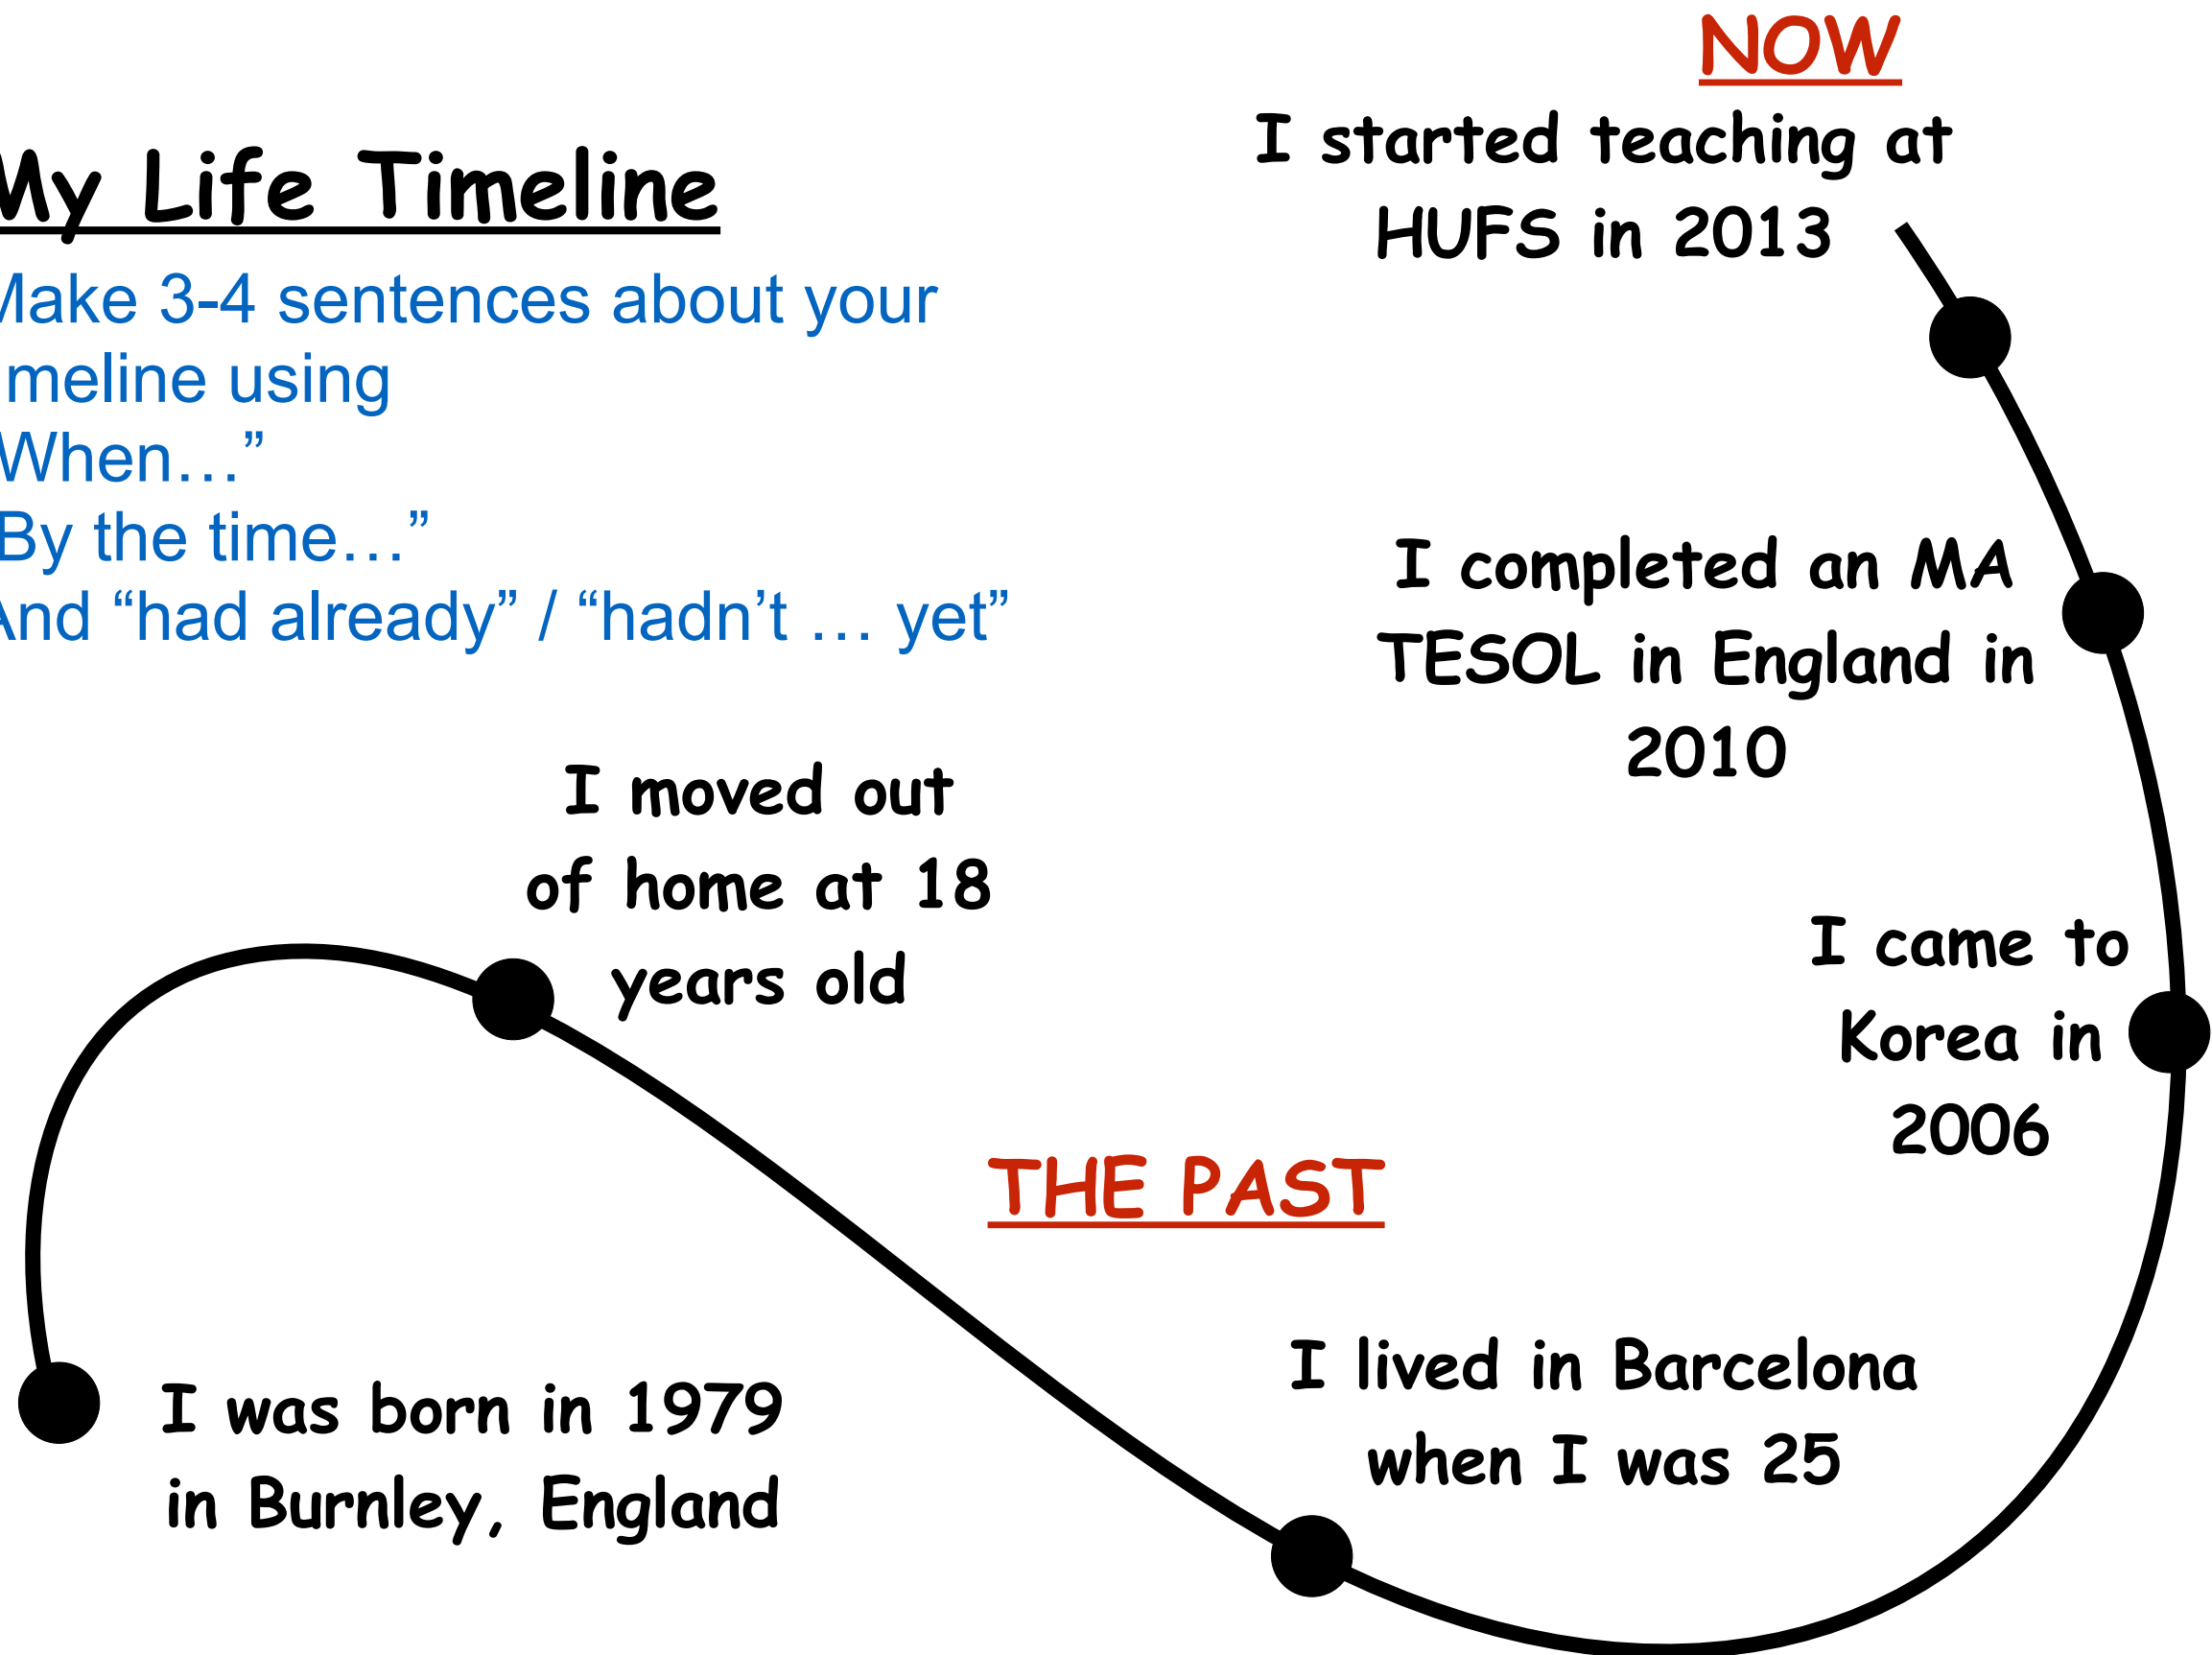 NOW
My Life Timeline
Make 3-4 sentences about your
meline using
When…”
By the time…”
And “had already” / “hadn’t … yet”
I started teaching at
HUFS in 2013
I completed an MA
TESOL in England in
2010
I moved out
of home at 18
years old
I came to
Korea in
2006
THE PAST
I lived in Barcelona
when I was 25
I was born in 1979
in Burnley, England